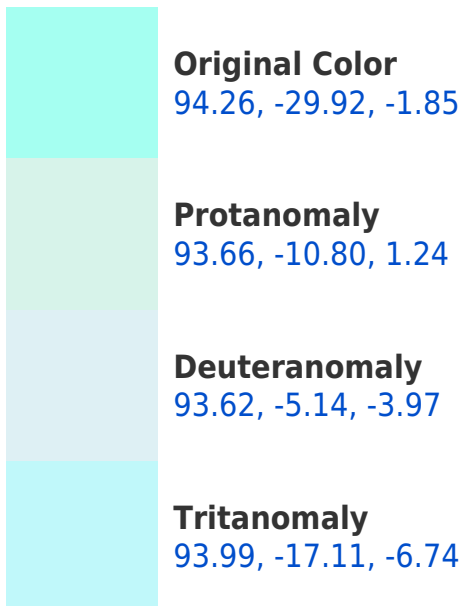 Original Color
94.26, -29.92, -1.85
Protanomaly
93.66, -10.80, 1.24
Deuteranomaly
93.62, -5.14, -3.97
Tritanomaly
93.99, -17.11, -6.74